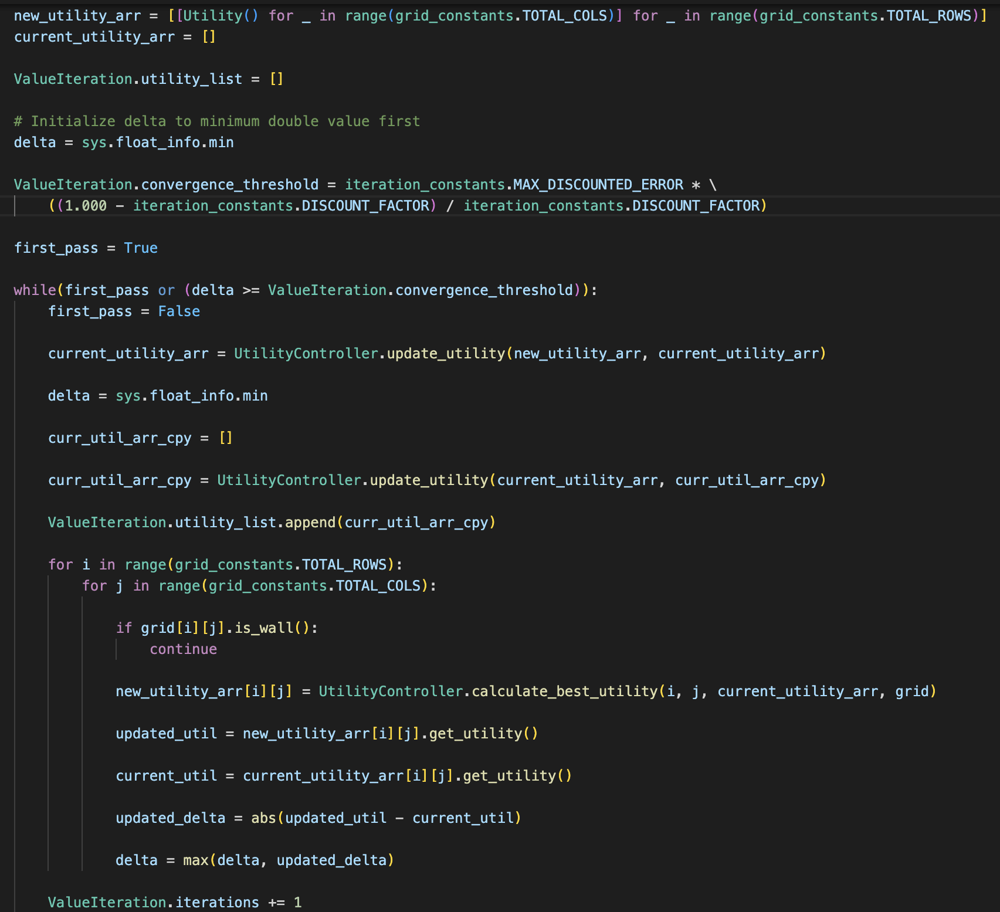 new_utility_arr = [[Utility() for _ in range(grid_constants.TOTAL_COLS)] for _ in range(grid_constants.TOTAL_ROWS)]
current_utility_arr = []
ValueIteration.utility_list = []
# Initialize delta to minimum double value first
delta = sys.float_info.min
ValueIteration.convergence_threshold = iteration_constants.MAX_DISCOUNTED_ERROR * \
    ((1.000 - iteration_constants.DISCOUNT_FACTOR) / iteration_constants.DISCOUNT_FACTOR)
first_pass = True
while(first_pass or (delta >= ValueIteration.convergence_threshold)):
    first_pass = False
    current_utility_arr = UtilityController.update_utility(new_utility_arr, current_utility_arr)
    delta = sys.float_info.min
    curr_util_arr_cpy = []
    curr_util_arr_cpy = UtilityController.update_utility(current_utility_arr, curr_util_arr_cpy)
    ValueIteration.utility_list.append(curr_util_arr_cpy)
    for i in range(grid_constants.TOTAL_ROWS):
        for j in range(grid_constants.TOTAL_COLS):
            if grid[i][j].is_wall():
                continue
            new_utility_arr[i][j] = UtilityController.calculate_best_utility(i, j, current_utility_arr, grid)
            updated_util = new_utility_arr[i][j].get_utility()
            current_util = current_utility_arr[i][j].get_utility()
            updated_delta = abs(updated_util - current_util)
            delta = max(delta, updated_delta)
    ValueIteration.iterations += 1